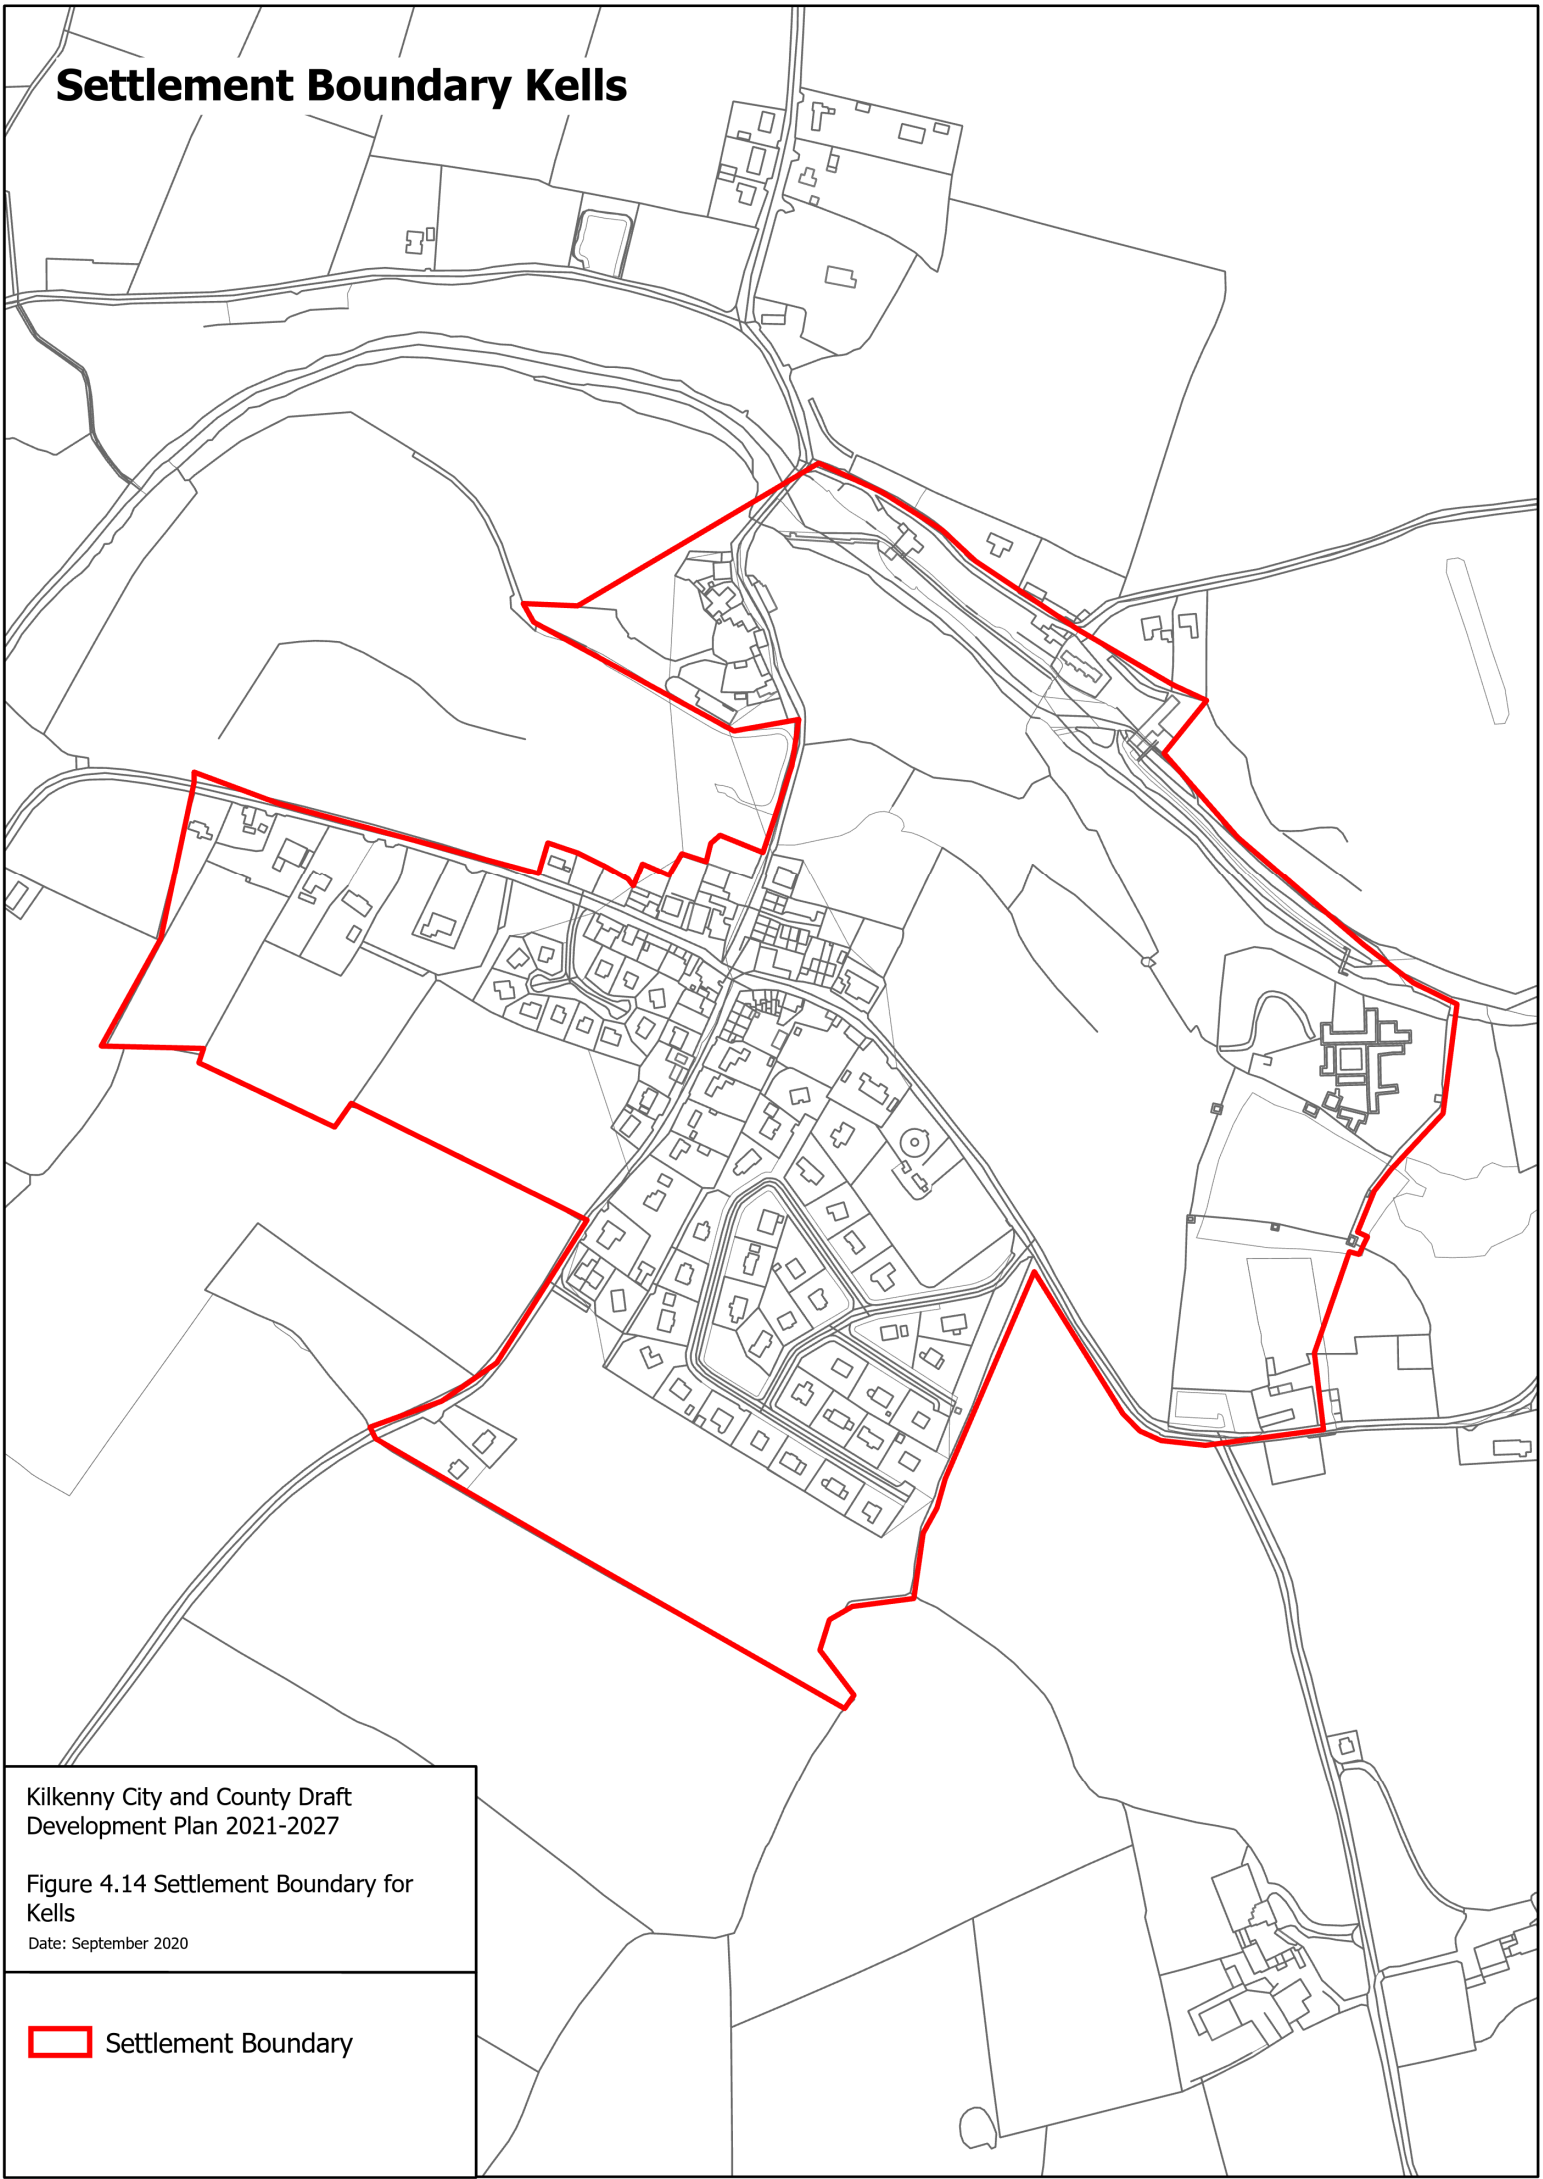 Settlement Boundary Kells
Kilkenny City and County Draft
Development Plan 2021-2027
Figure 4.14 Settlement Boundary for
Kells
Date: September 2020
Settlement Boundary